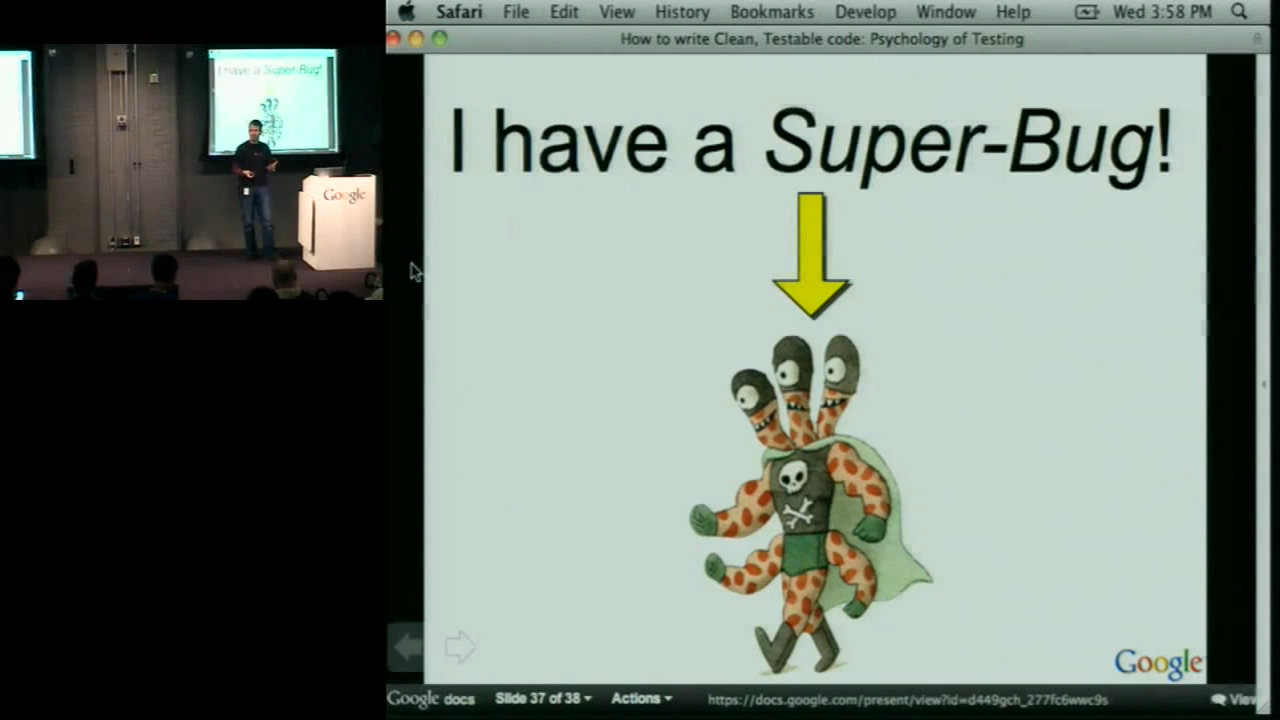 Safari File Edit View History Bookmarks Develop Window Help Wed 3:58 PM
How to write Clean, Testable code: Psychology of Testing
I have a Super-Bug!
I have a Super-Bug!
Google
Google
Google docs Slide 37 of 38 Actions https://docs.google.com/present/view?id=d449gch_277fc6wwc9s View